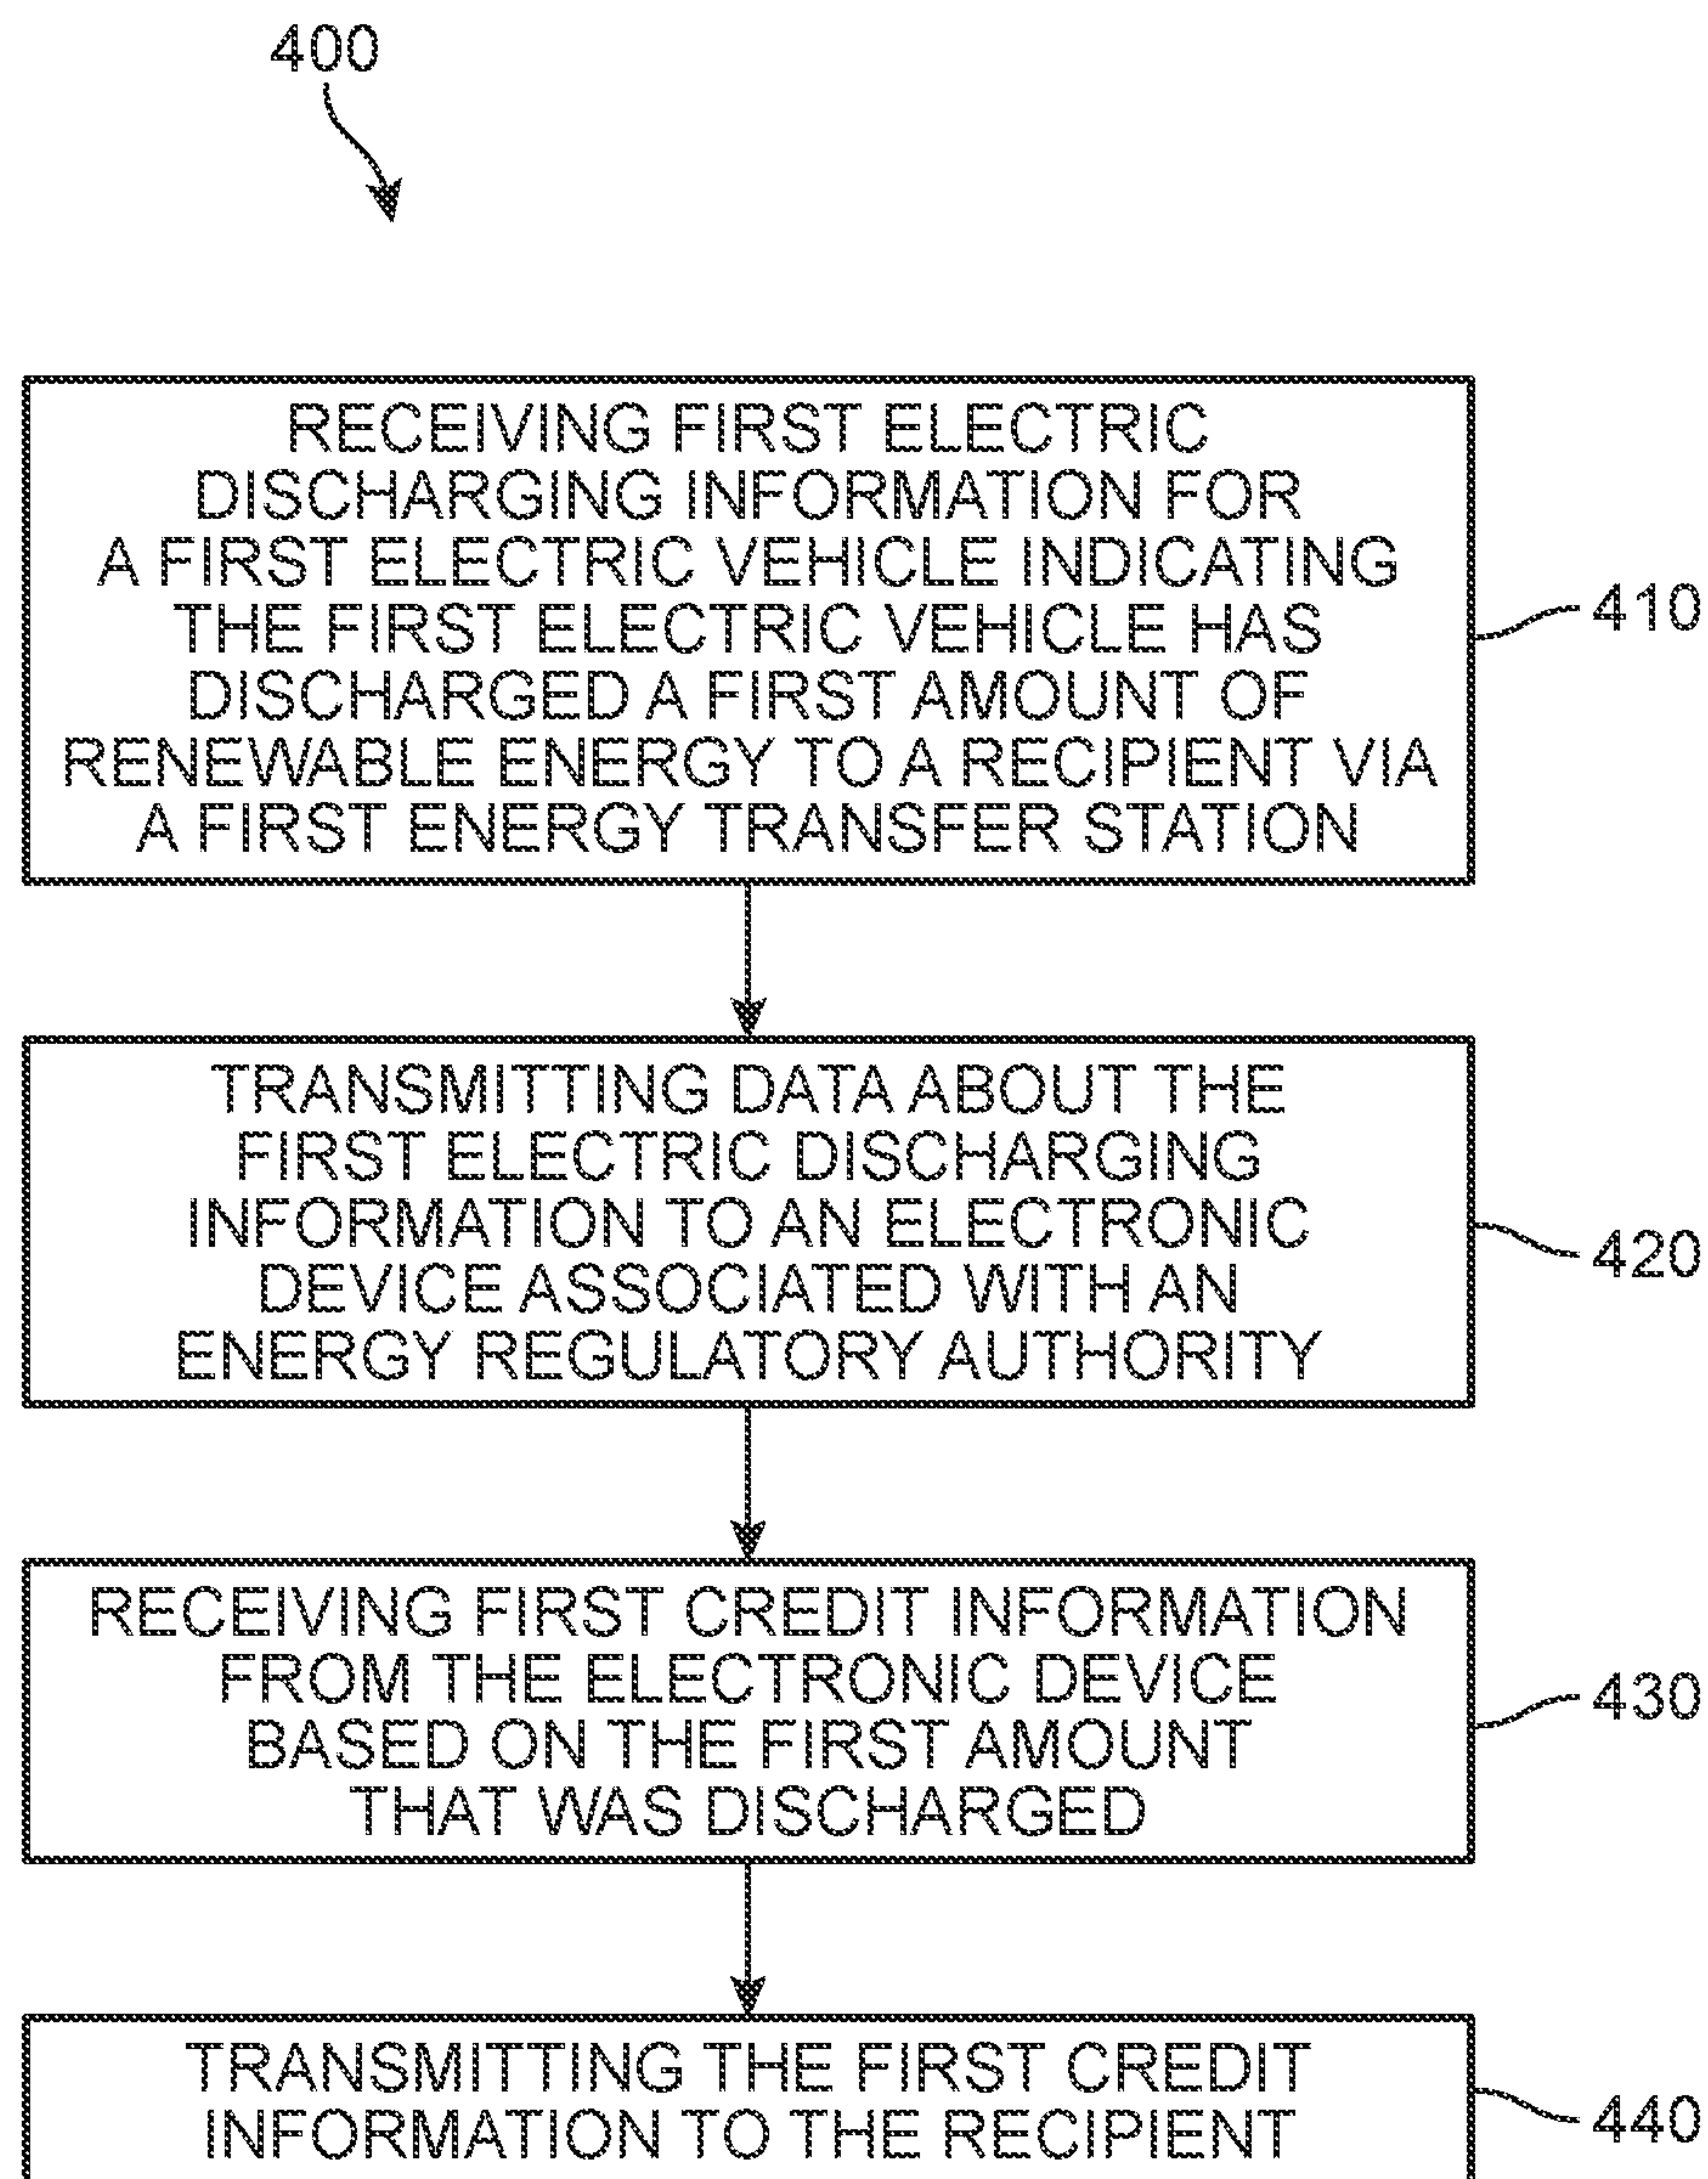 400
RECEIVING FIRST ELECTRIC
DISCHARGING INFORMATION FOR
A FIRST ELECTRIC VEHICLE INDICATING
THE FIRST ELECTRIC VEHICLE HAS
DISCHARGED A FIRST AMOUNT OF
RENEWABLE ENERGY TO A RECIPIENT VIA
A FIRST ENERGY TRANSFER STATION
410
TRANSMITTING DATA ABOUT THE
FIRST ELECTRIC DISCHARGING
INFORMATION TO AN ELECTRONIC
DEVICE ASSOCIATED WITH AN
ENERGY REGULATORY AUTHORITY
420
RECEIVING FIRST CREDIT INFORMATION
FROM THE ELECTRONIC DEVICE
BASED ON THE FIRST AMOUNT
THAT WAS DISCHARGED
430
TRANSMITTING THE FIRST CREDIT
INFORMATION TO THE RECIPIENT
440